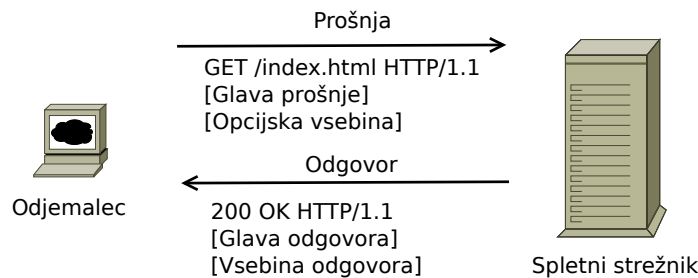 Prošnja
GET /index.html HTTP/1.1
[Glava prošnje]
[Opcijska vsebina]
Odgovor
Odjemalec
200 OK HTTP/1.1
[Glava odgovora]
[Vsebina odgovora]
Spletni strežnik